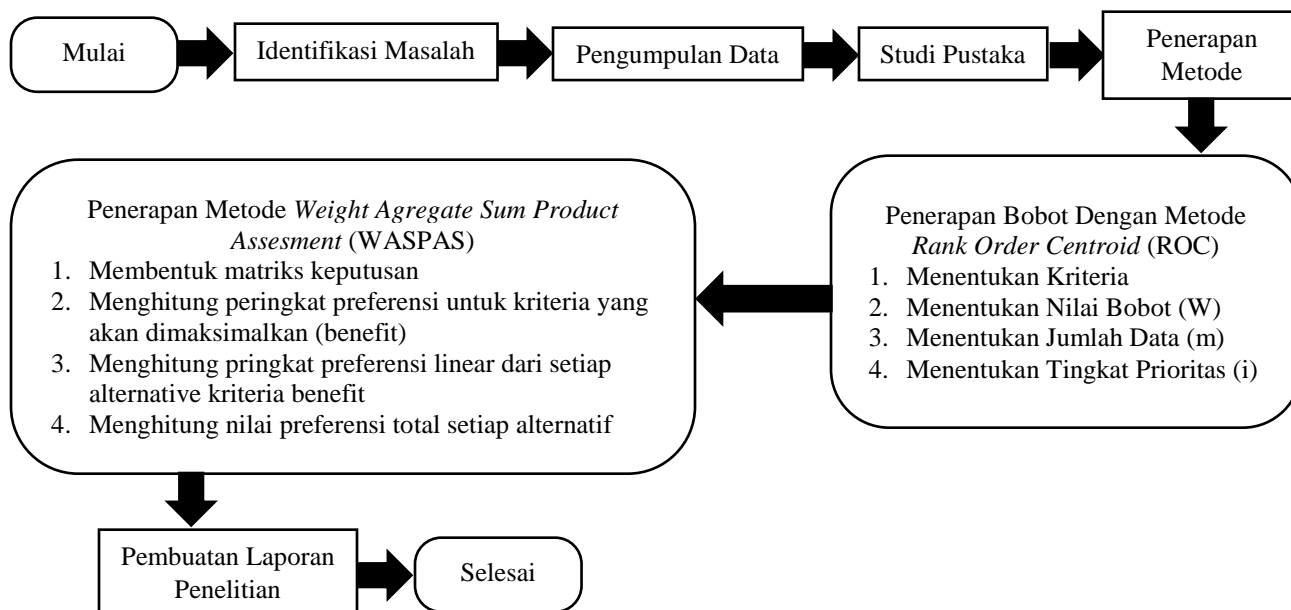 Mulai
Identifikasi Masalah
Pengumpulan Data
Studi Pustaka
Penerapan
Metode
Penerapan Bobot Dengan Metode
Rank Order Centroid (ROC)
1. Menentukan Kriteria
2. Menentukan Nilai Bobot (W)
3. Menentukan Jumlah Data (m)
4. Menentukan Tingkat Prioritas (i)
Penerapan Metode Weight Agregate Sum Product
Assesment (WASPAS)
1. Membentuk matriks keputusan
2. Menghitung peringkat preferensi untuk kriteria yang
akan dimaksimalkan (benefit)
3. Menghitung pringkat preferensi linear dari setiap
alternative kriteria benefit
4. Menghitung nilai preferensi total setiap alternatif
Pembuatan Laporan
Penelitian
Selesai